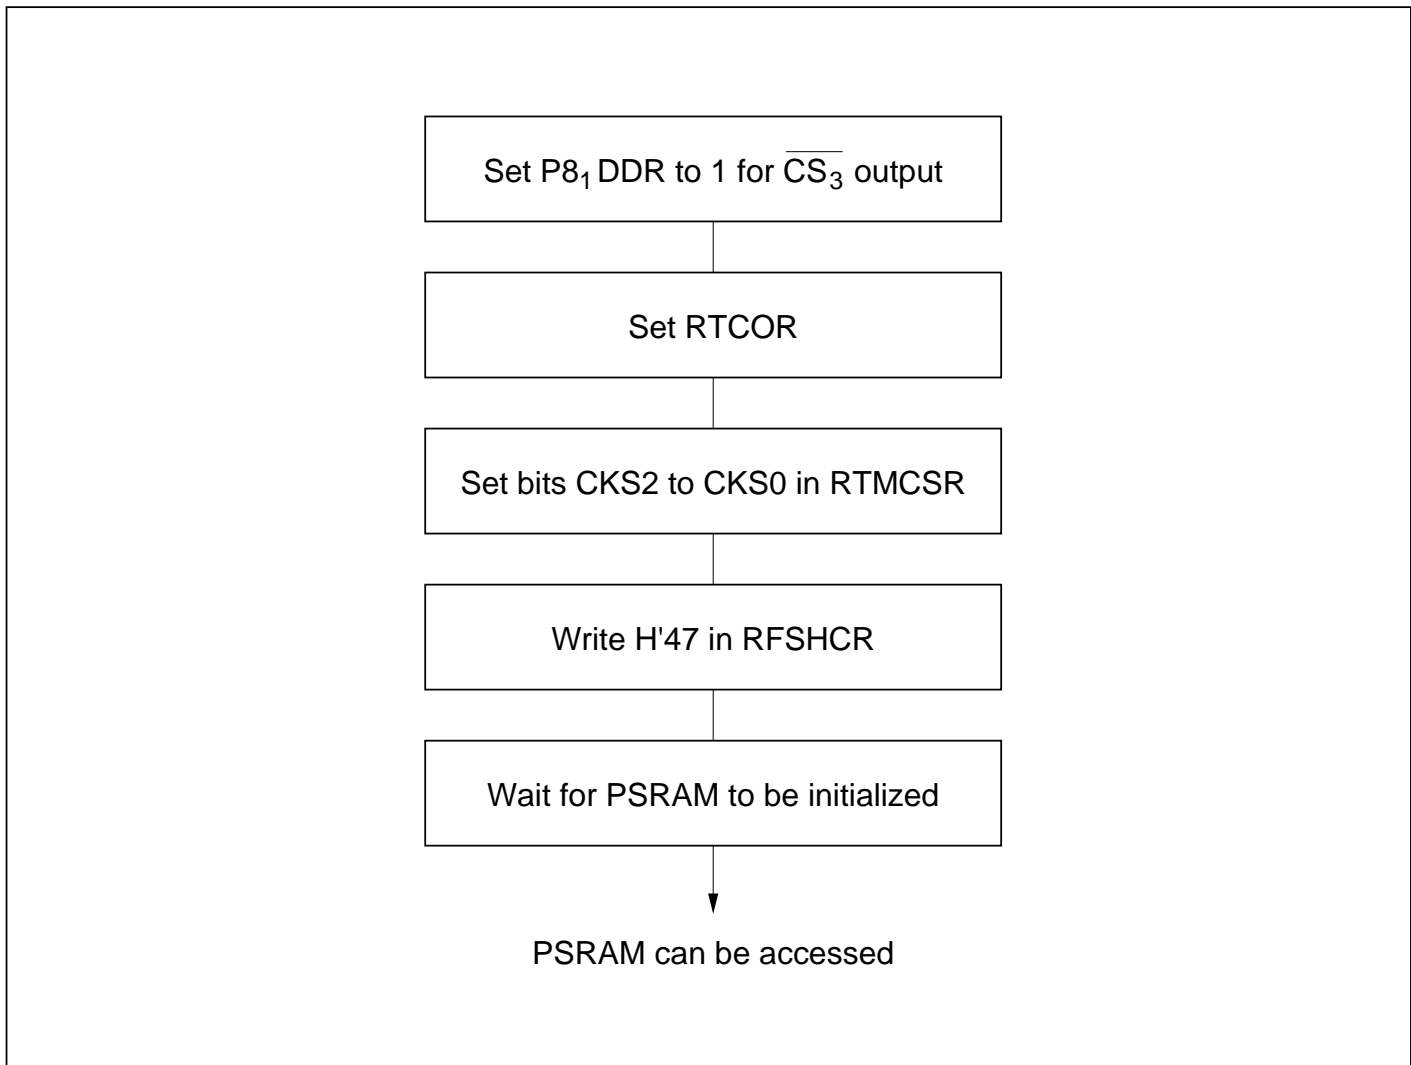 Set P8₁ DDR to 1 for C̅S̅₃̅ output
Set RTCOR
Set bits CKS2 to CKS0 in RTMCSR
Write H'47 in RFSHCR
Wait for PSRAM to be initialized
PSRAM can be accessed